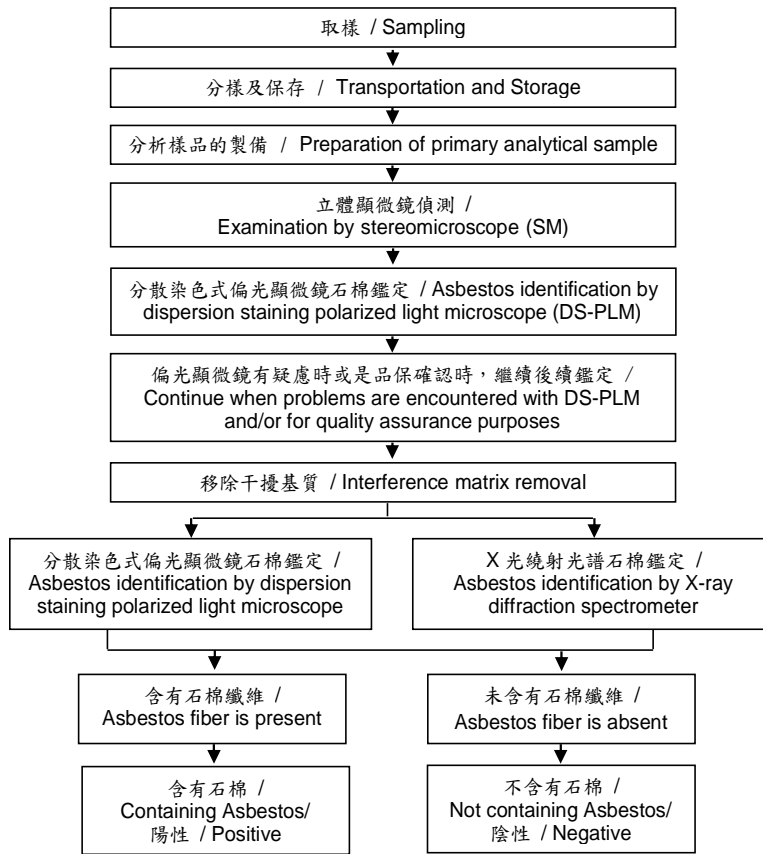 取樣 / Sampling
分樣及保存 / Transportation and Storage
分析樣品的製備 / Preparation of primary analytical sample
立體顯微鏡偵測 /
Examination by stereomicroscope (SM)
分散染色式偏光顯微鏡石棉鑑定 / Asbestos identification by
dispersion staining polarized light microscope (DS-PLM)
偏光顯微鏡有疑慮時或是品保確認時，繼續後續鑑定 /
Continue when problems are encountered with DS-PLM
and/or for quality assurance purposes
移除干擾基質 / Interference matrix removal
分散染色式偏光顯微鏡石棉鑑定 /
Asbestos identification by dispersion
staining polarized light microscope
X 光繞射光譜石棉鑑定 /
Asbestos identification by X-ray
diffraction spectrometer
含有石棉纖維 /
Asbestos fiber is present
未含有石棉纖維 /
Asbestos fiber is absent
含有石棉 /
Containing Asbestos/
陽性 / Positive
不含有石棉 /
Not containing Asbestos/
陰性 / Negative